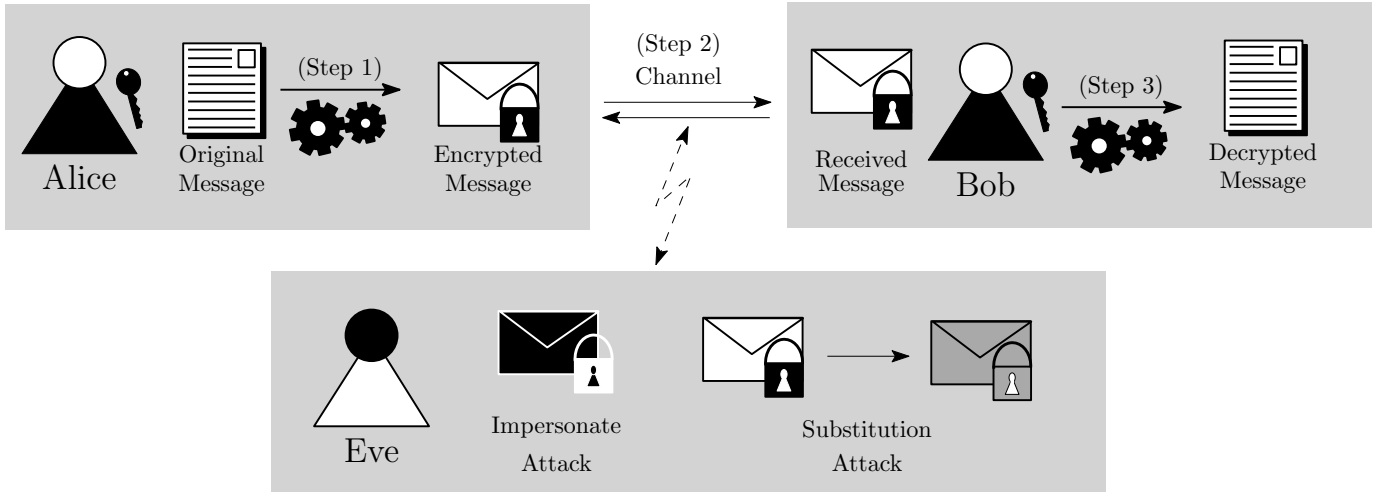 Alice
Original
Message
(Step 1)
Encrypted
Message
(Step 2)
Channel
Received
Message
Bob
(Step 3)
Decrypted
Message
Eve
Impersonate
Attack
Substitution
Attack